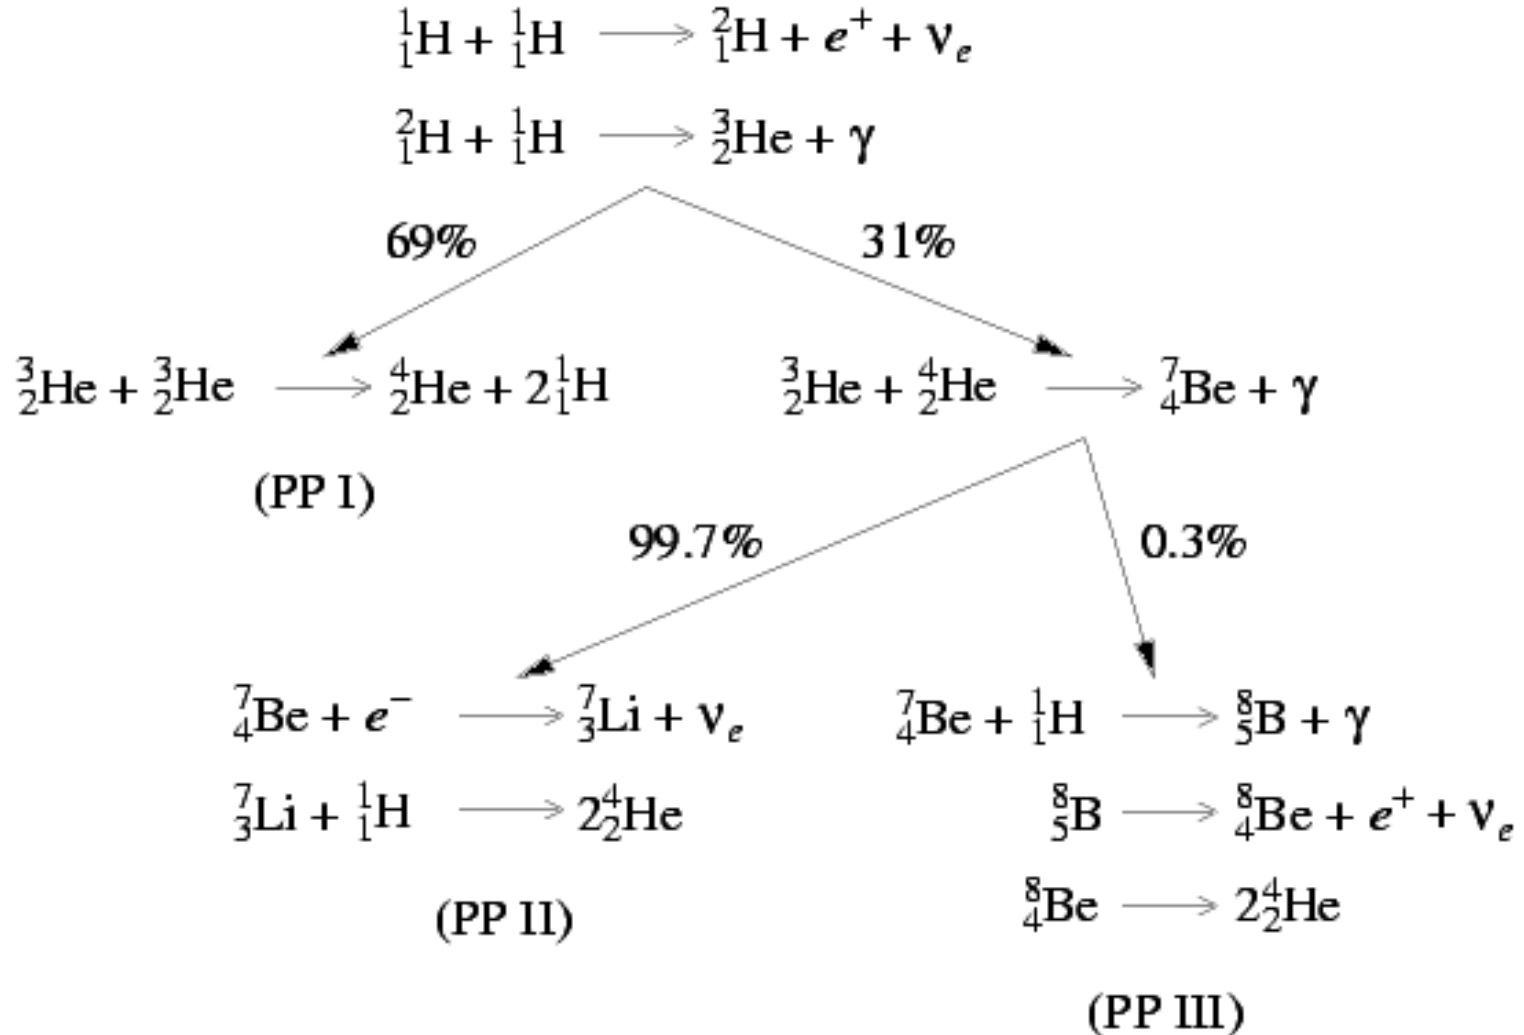 ¹₁H + ¹₁H ⟶ ²₁H + e⁺ + νₑ
²₁H + ¹₁H ⟶ ³₂He + γ
69% 31%
³₂He + ³₂He ⟶ ⁴₂He + 2¹₁H ³₂He + ⁴₂He ⟶ ⁷₄Be + γ
(PP I)
99.7% 0.3%
⁷₄Be + e⁻ ⟶ ⁷₃Li + νₑ ⁷₄Be + ¹₁H ⟶ ⁸₅B + γ
⁷₃Li + ¹₁H ⟶ 2⁴₂He ⁸₅B ⟶ ⁸₄Be + e⁺ + νₑ
⁸₄Be ⟶ 2⁴₂He
(PP II)
(PP III)